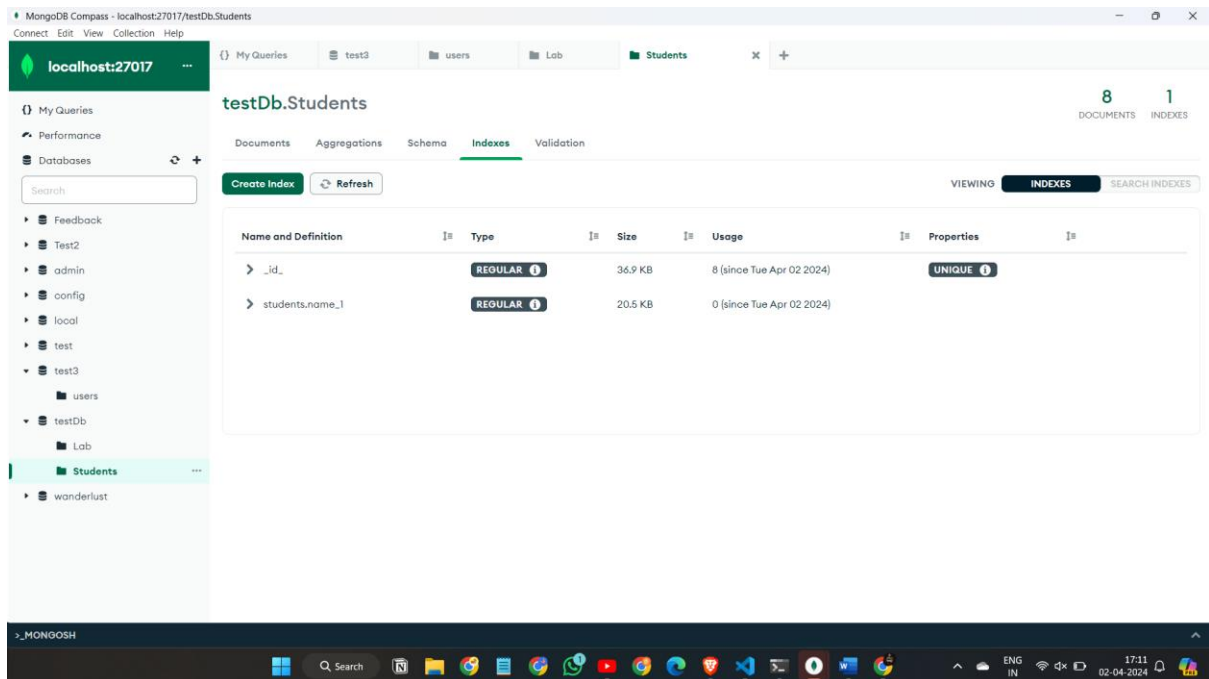 MongoDB Compass - localhost:27017/testDb.Students
Connect Edit View Collection Help
localhost:27017 ...
{} My Queries test3 users Lab Students
My Queries
Performance
Databases
Search
Feedback
Test2
admin
config
local
test
test3
users
testDb
Lab
Students ...
wanderlust
testDb.Students
8 1
DOCUMENTS INDEXES
Documents Aggregations Schema Indexes Validation
Create Index Refresh VIEWING INDEXES SEARCH INDEXES
Name and Definition Type Size Usage Properties
_id_ REGULAR 36.9 KB 8 (since Tue Apr 02 2024) UNIQUE
students.name_1 REGULAR 20.5 KB 0 (since Tue Apr 02 2024)
>_MONGOSH
Search ENG 17:11
IN 02-04-2024